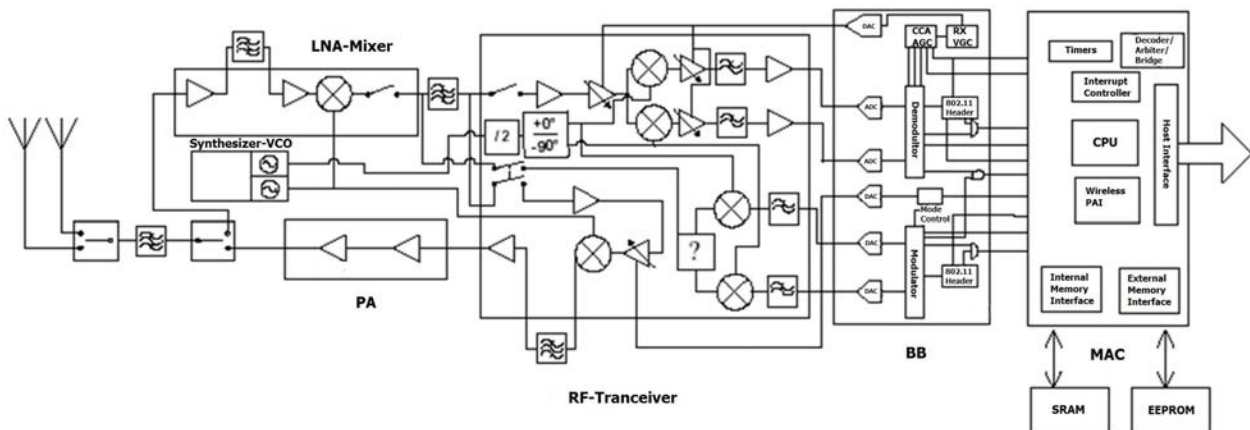 LNA-Mixer
Synthesizer-VCO
PA
RF-Tranceiver
/2
+0°
-90°
?
DAC
CCA
AGC
RX
VGC
ADC
Demodultor
802.11
Header
ADC
DAC
Mode
Control
DAC
Modulator
802.11
Header
DAC
BB
Timers
Decoder/
Arbiter/
Bridge
Interrupt
Controller
CPU
Host Interface
Wireless
PAI
Internal
Memory
Interface
External
Memory
Interface
MAC
SRAM
EEPROM